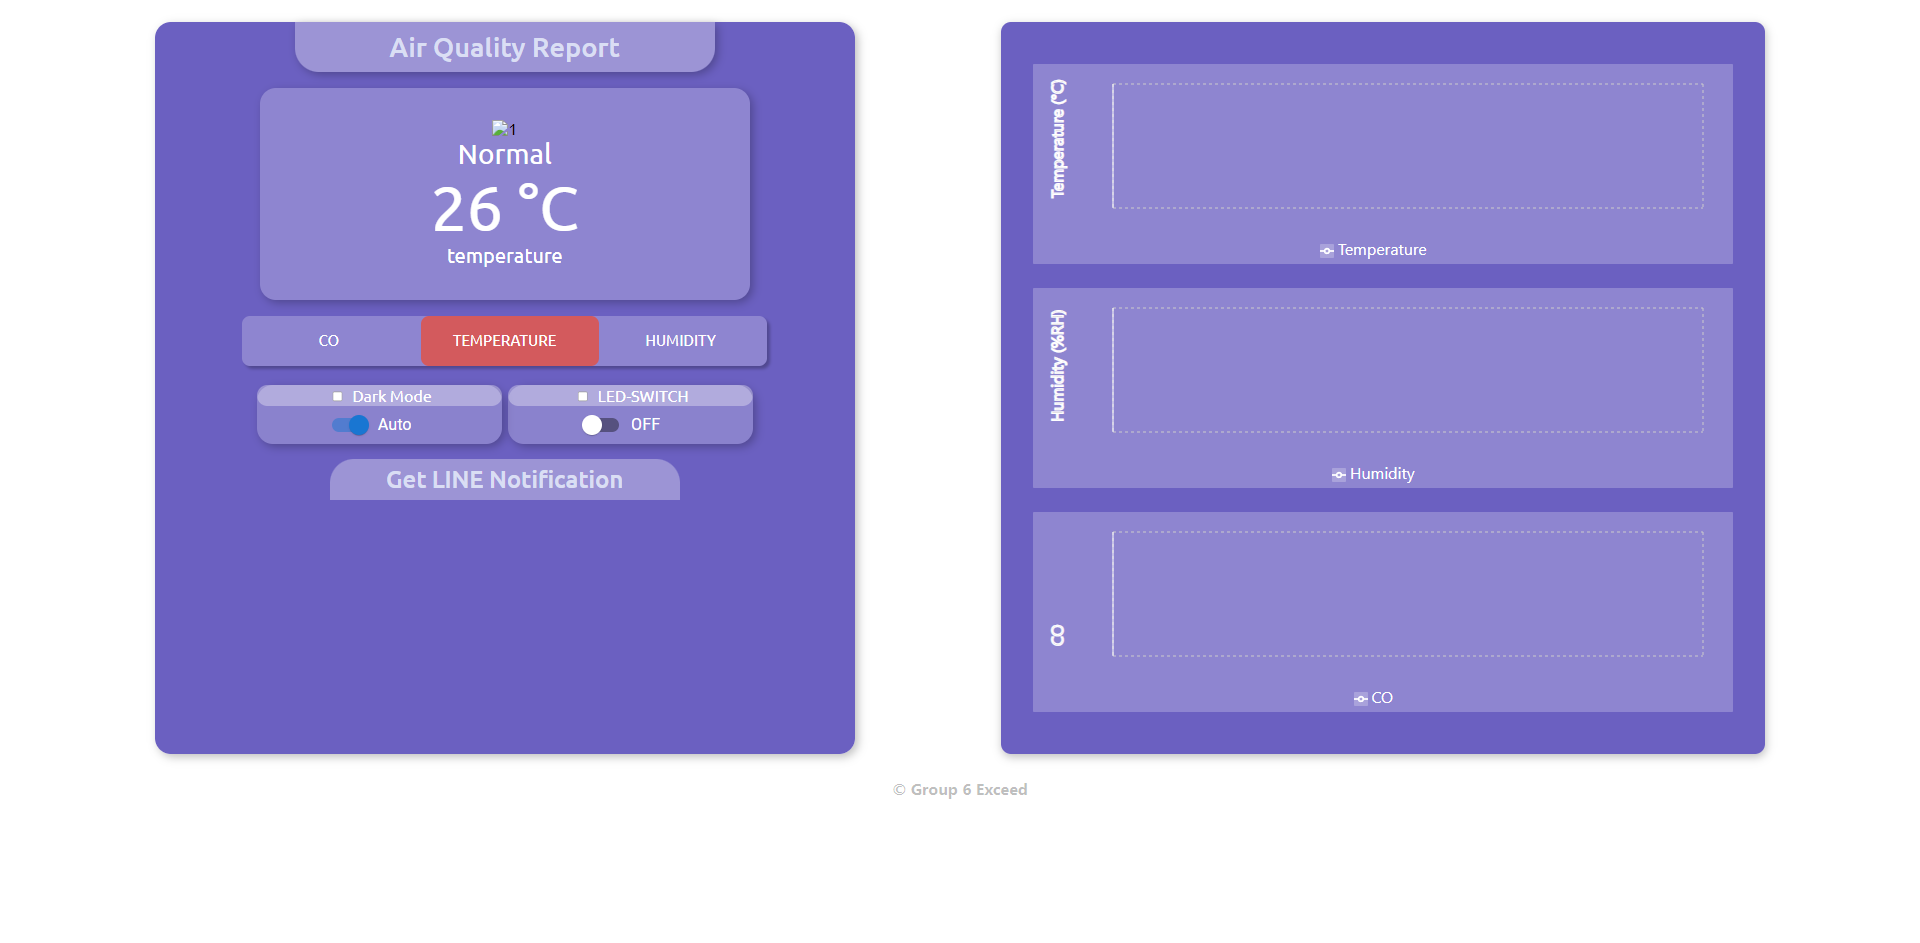 Air Quality Report
1
Normal
26 °C
temperature
CO
TEMPERATURE
HUMIDITY
Dark Mode
Auto
LED-SWITCH
OFF
Get LINE Notification
Temperature (°C)
Temperature
Humidity (%RH)
Humidity
CO
CO
© Group 6 Exceed